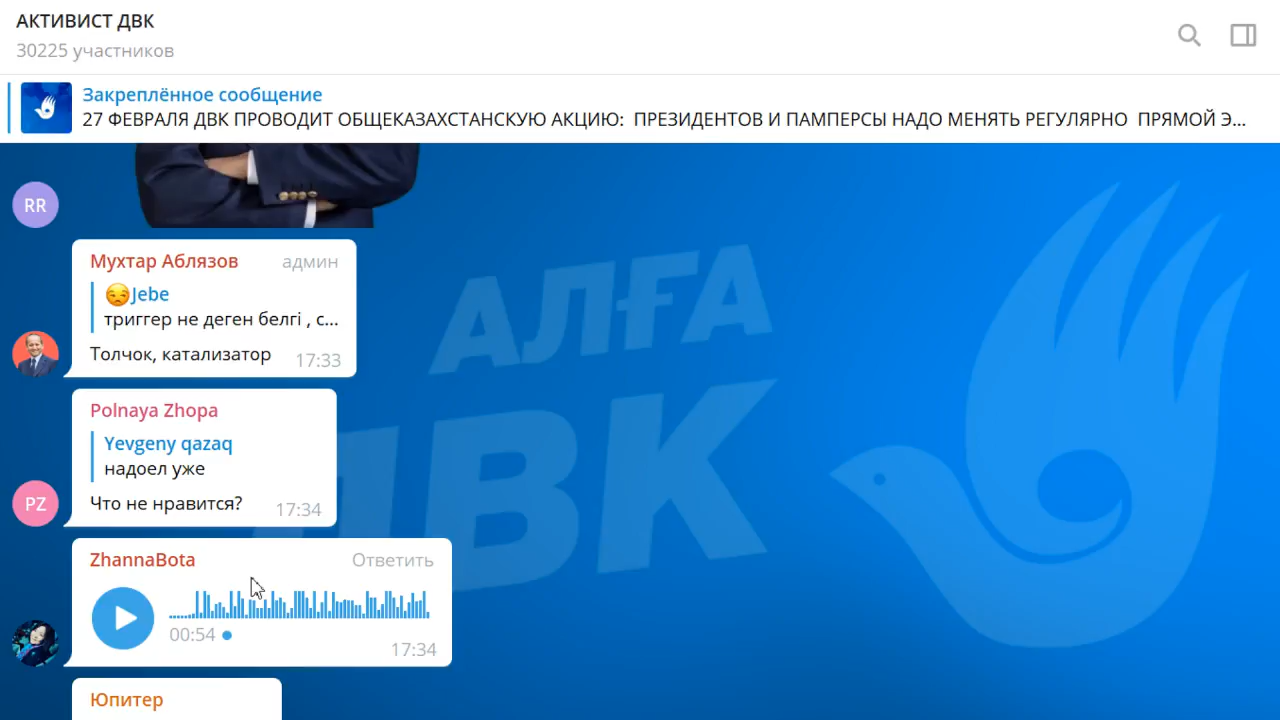 АКТИВИСТ ДВК
30225 участников
Закреплённое сообщение
27 ФЕВРАЛЯ ДВК ПРОВОДИТ ОБЩЕКАЗАХСТАНСКУЮ АКЦИЮ: ПРЕЗИДЕНТОВ И ПАМПЕРСЫ НАДО МЕНЯТЬ РЕГУЛЯРНО ПРЯМОЙ Э...
RR
Мухтар Аблязов админ
😒Jebe
триггер не деген белгі , с...
Толчок, катализатор 17:33
АЛҒА
ДВК
Polnaya Zhopa
Yevgeny qazaq
надоел уже
PZ
Что не нравится? 17:34
ZhannaBota Ответить
00:54
17:34
Юпитер